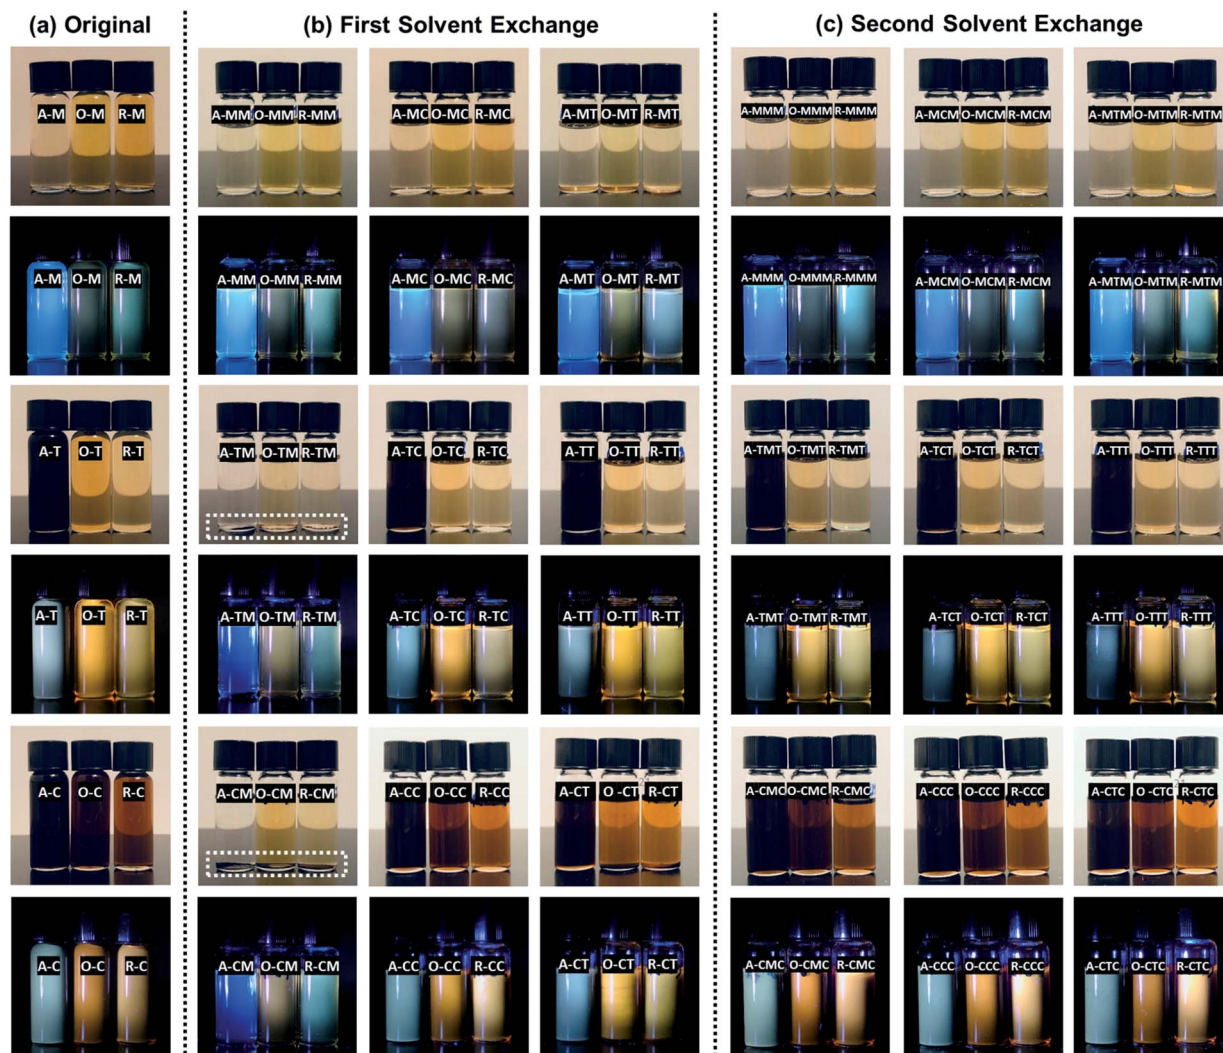 (a) Original
(b) First Solvent Exchange
(c) Second Solvent Exchange
A-M O-M R-M
A-MM O-MM R-MM
A-MC O-MC R-MC
A-MT O-MT R-MT
A-MMM O-MMM R-MMM
A-MCM O-MCM R-MCM
A-MTM O-MTM R-MTM
A-M O-M R-M
A-MM O-MM R-MM
A-MC O-MC R-MC
A-MT O-MT R-MT
A-MMM O-MMM R-MMM
A-MCM O-MCM R-MCM
A-MTM O-MTM R-MTM
A-T O-T R-T
A-TM O-TM R-TM
A-TC O-TC R-TC
A-TT O-TT R-TT
A-TMT O-TMT R-TMT
A-TCT O-TCT R-TCT
A-TTT O-TTT R-TTT
A-T O-T R-T
A-TM O-TM R-TM
A-TC O-TC R-TC
A-TT O-TT R-TT
A-TMT O-TMT R-TMT
A-TCT O-TCT R-TCT
A-TTT O-TTT R-TTT
A-C O-C R-C
A-CM O-CM R-CM
A-CC O-CC R-CC
A-CT O -CT R-CT
A-CMC O-CMC R-CMC
A-CCC O-CCC R-CCC
A-CTC O -CTC R-CTC
A-C O-C R-C
A-CM O-CM R-CM
A-CC O-CC R-CC
A-CT O-CT R-CT
A-CMC O-CMC R-CMC
A-CCC O-CCC R-CCC
A-CTC O-CTC R-CTC